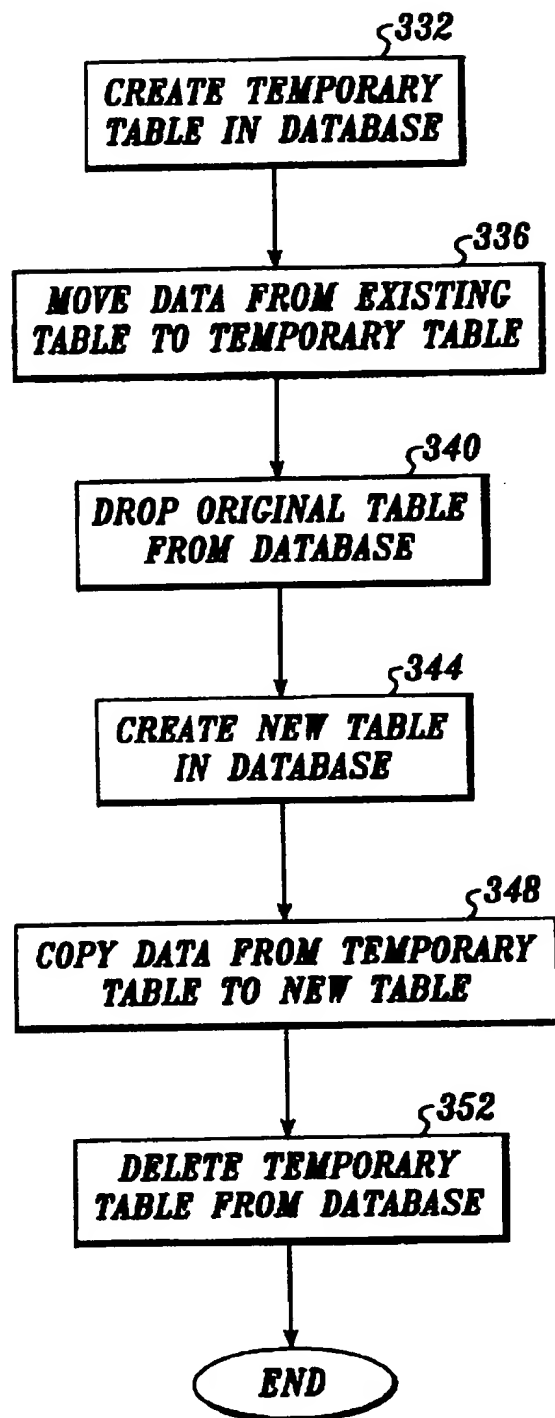 332
CREATE TEMPORARY
TABLE IN DATABASE
336
MOVE DATA FROM EXISTING
TABLE TO TEMPORARY TABLE
340
DROP ORIGINAL TABLE
FROM DATABASE
344
CREATE NEW TABLE
IN DATABASE
348
COPY DATA FROM TEMPORARY
TABLE TO NEW TABLE
352
DELETE TEMPORARY
TABLE FROM DATABASE
END